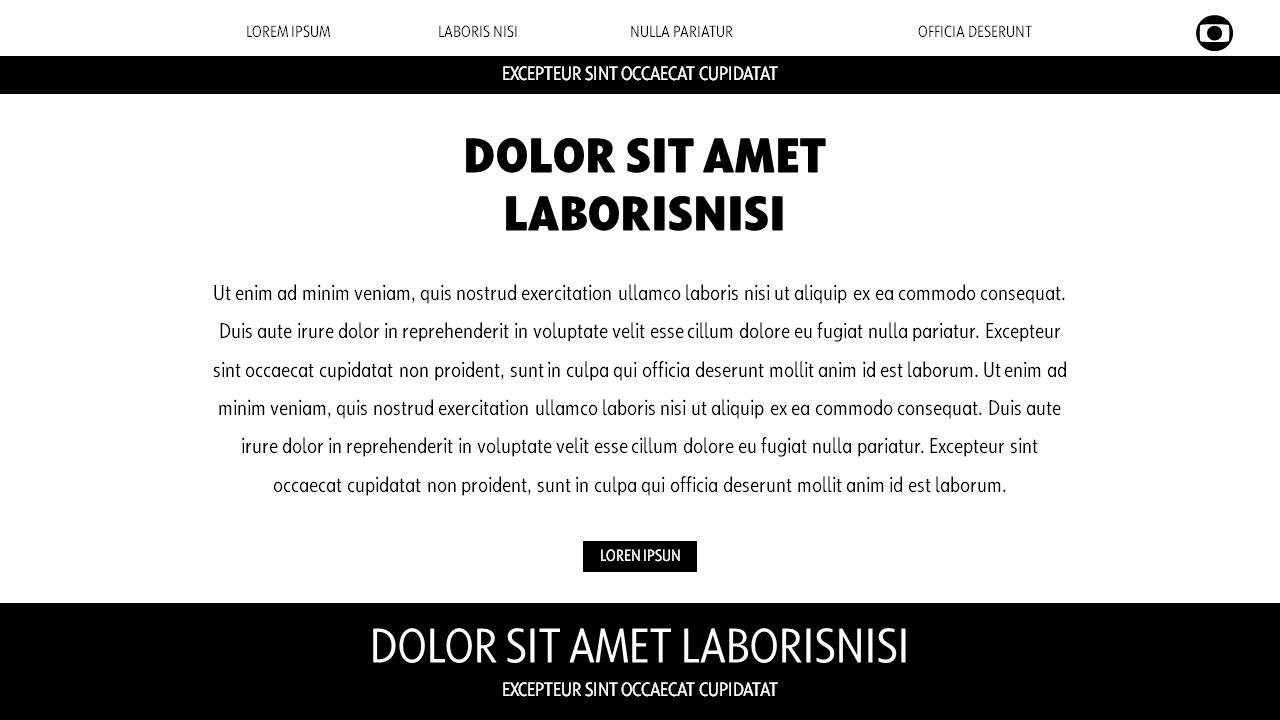 LOREM IPSUM LABORIS NISI NULLA PARIATUR OFFICIA DESERUNT
EXCEPTEUR SINT OCCAECAT CUPIDATAT
DOLOR SIT AMET
LABORISNISI
Ut enim ad minim veniam, quis nostrud exercitation ullamco laboris nisi ut aliquip ex ea commodo consequat.
Duis aute irure dolor in reprehenderit in voluptate velit esse cillum dolore eu fugiat nulla pariatur. Excepteur
sint occaecat cupidatat non proident, sunt in culpa qui officia deserunt mollit anim id est laborum. Ut enim ad
minim veniam, quis nostrud exercitation ullamco laboris nisi ut aliquip ex ea commodo consequat. Duis aute
irure dolor in reprehenderit in voluptate velit esse cillum dolore eu fugiat nulla pariatur. Excepteur sint
occaecat cupidatat non proident, sunt in culpa qui officia deserunt mollit anim id est laborum.
LOREN IPSUN
DOLOR SIT AMET LABORISNISI
EXCEPTEUR SINT OCCAECAT CUPIDATAT